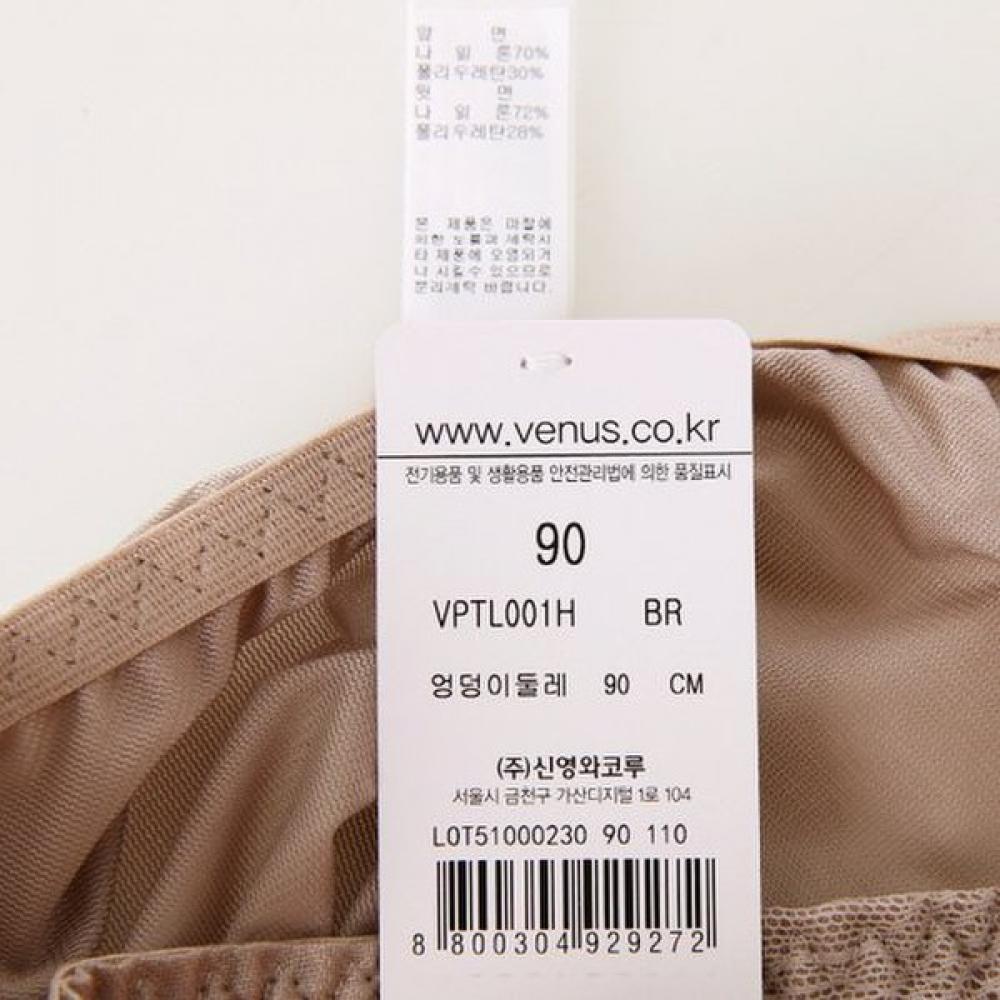 앞 면
나 일 론70%
폴리우레탄30%
뒷 면
나 일 론72%
폴리우레탄28%
본 제품은 마찰에
의한 보풀과 세탁시
타 제품에 오염되거
나 시킬수 있으므로
분리세탁 바랍니다.
www.venus.co.kr
전기용품 및 생활용품 안전관리법에 의한 품질표시
90
VPTL001H BR
엉덩이둘레 90 CM
(주)신영와코루
서울시 금천구 가산디지털 1로 104
LOT51000230 90 110
8 800304 929272